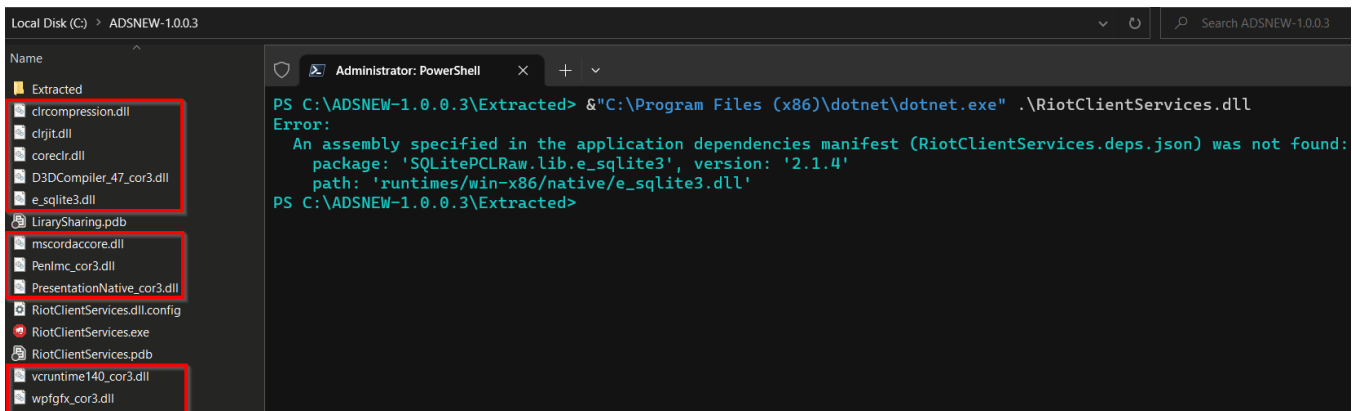 Local Disk (C:) > ADSNEW-1.0.0.3
Search ADSNEW-1.0.0.3
Name
Extracted
clrcompression.dll
clrjit.dll
coreclr.dll
D3DCompiler_47_cor3.dll
e_sqlite3.dll
LirarySharing.pdb
mscordaccore.dll
PenImc_cor3.dll
PresentationNative_cor3.dll
RiotClientServices.dll.config
RiotClientServices.exe
RiotClientServices.pdb
vcruntime140_cor3.dll
wpfgfx_cor3.dll
Administrator: PowerShell
PS C:\ADSNEW-1.0.0.3\Extracted> &"C:\Program Files (x86)\dotnet\dotnet.exe" .\RiotClientServices.dll
Error:
An assembly specified in the application dependencies manifest (RiotClientServices.deps.json) was not found:
package: 'SQLitePCLRaw.lib.e_sqlite3', version: '2.1.4'
path: 'runtimes/win-x86/native/e_sqlite3.dll'
PS C:\ADSNEW-1.0.0.3\Extracted>